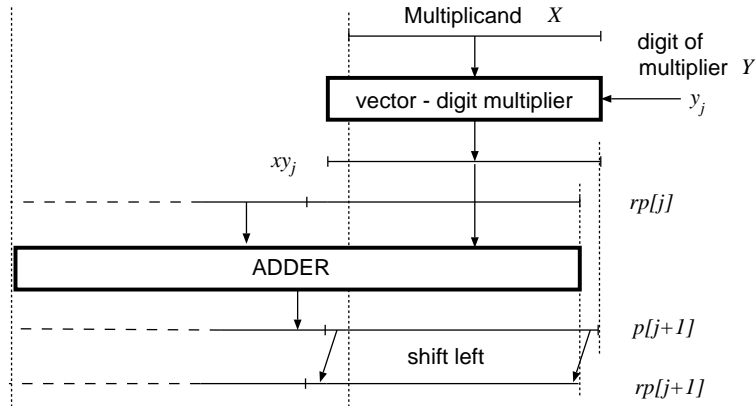 Multiplicand X
digit of
multiplier Y
vector - digit multiplier
y_j
xy_j
rp[j]
ADDER
p[j+1]
shift left
rp[j+1]